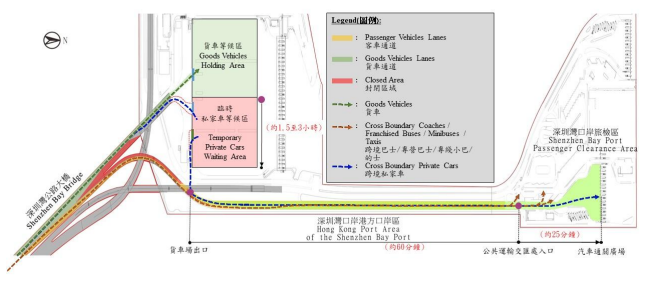 N
貨車等候區
Goods Vehicles
Holding Area
臨時
私家車等候區
Temporary
Private Cars
Waiting Area
(約1.5至3小時)
Legend(圖例):
: Passenger Vehicles Lanes
客車通道
: Goods Vehicles Lanes
貨車通道
: Closed Area
封閉區域
: Goods Vehicles
貨車
: Cross Boundary Coaches /
Franchised Buses / Minibuses /
Taxis
跨境巴士/專營巴士/專綫小巴/
的士
: Cross Boundary Private Cars
跨境私家車
深圳灣口岸旅檢區
Shenzhen Bay Port
Passenger Clearance Area
深圳灣公路大橋
Shenzhen Bay Bridge
深圳灣口岸港方口岸區
Hong Kong Port Area
of the Shenzhen Bay Port
(約60分鐘)
(約25分鐘)
貨車場出口
公共運輸交匯處入口
汽車通關廣場